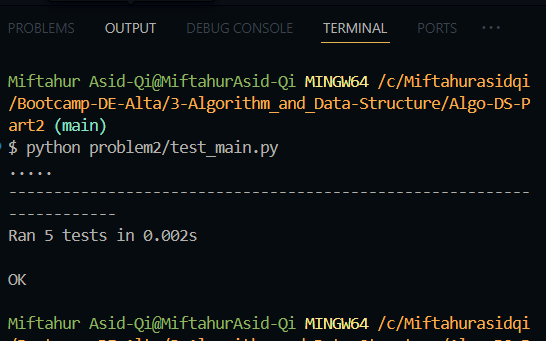 PROBLEMS OUTPUT DEBUG CONSOLE TERMINAL PORTS ...
Miftahur Asid-Qi@MiftahurAsid-Qi MINGW64 /c/Miftahurasidqi
/Bootcamp-DE-Alta/3-Algorithm_and_Data-Structure/Algo-DS-P
art2 (main)
$ python problem2/test_main.py
.....
----------------------------------------------------------
------------
Ran 5 tests in 0.002s
OK
Miftahur Asid-Qi@MiftahurAsid-Qi MINGW64 /c/Miftahurasidqi